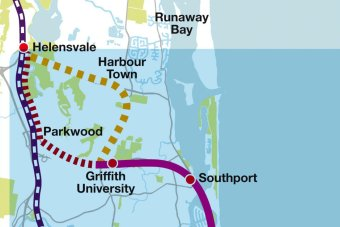 Runaway
Bay
Helensvale
Harbour
Town
Parkwood
Griffith
University
Southport